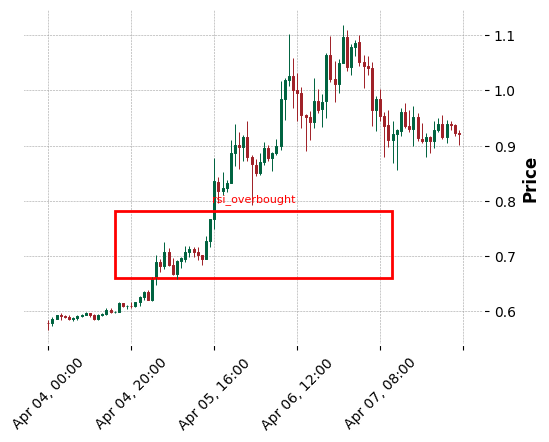 1.1
1.0
0.9
0.8
0.7
0.6
Price
si_overbought
Apr 04, 00:00
Apr 04, 20:00
Apr 05, 16:00
Apr 06, 12:00
Apr 07, 08:00